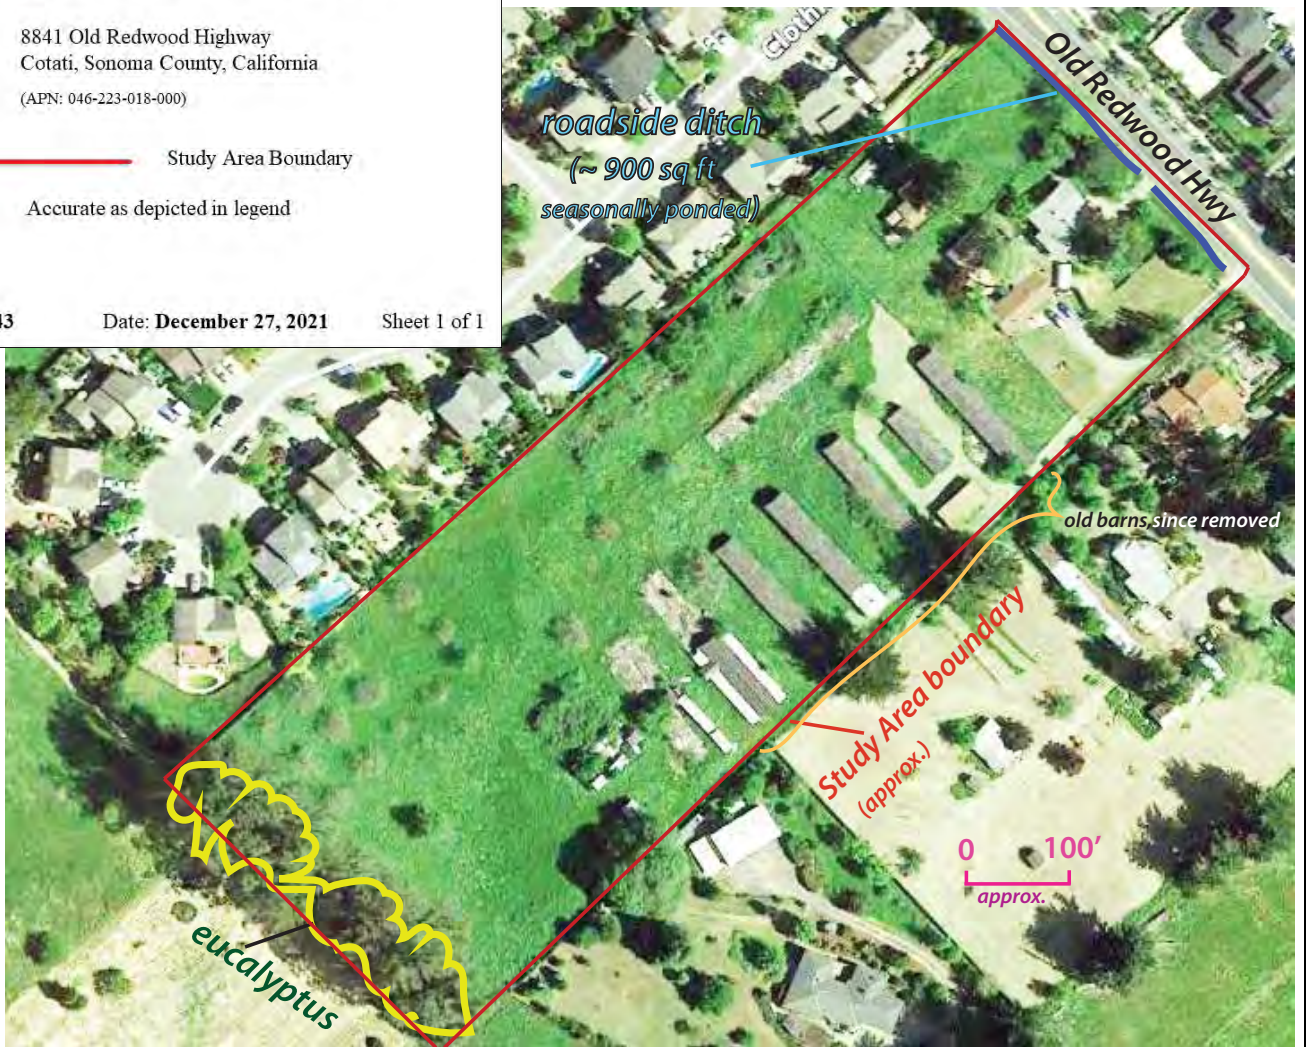 8841 Old Redwood Highway
Cotati, Sonoma County, California
(APN: 046-223-018-000)
Study Area Boundary
Accurate as depicted in legend
43 Date: December 27, 2021 Sheet 1 of 1
Old Redwood Hwy
roadside ditch
(~ 900 sq ft
seasonally ponded)
old barns, since removed
Study Area boundary
(approx.)
0 100’
approx.
eucalyptus